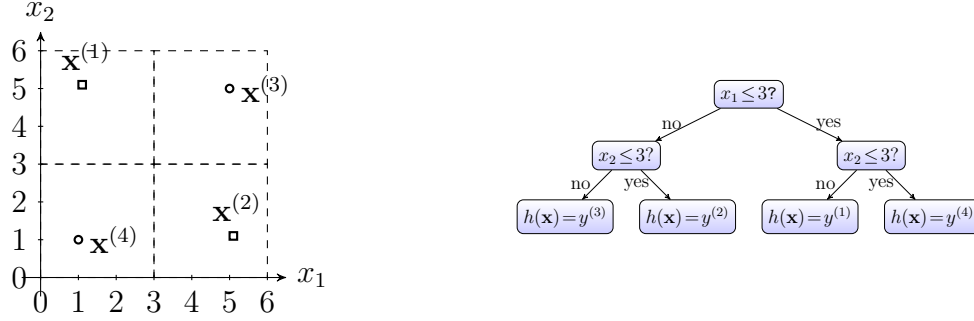 x₂
6
x⁽¹⁾
5
x⁽³⁾
4
3
2
x⁽²⁾
1
x⁽⁴⁾
0
x₁
0 1 2 3 4 5 6
x₁ ≤ 3?
no yes
x₂ ≤ 3? x₂ ≤ 3?
no yes no yes
h(x) = y⁽³⁾ h(x) = y⁽²⁾ h(x) = y⁽¹⁾ h(x) = y⁽⁴⁾